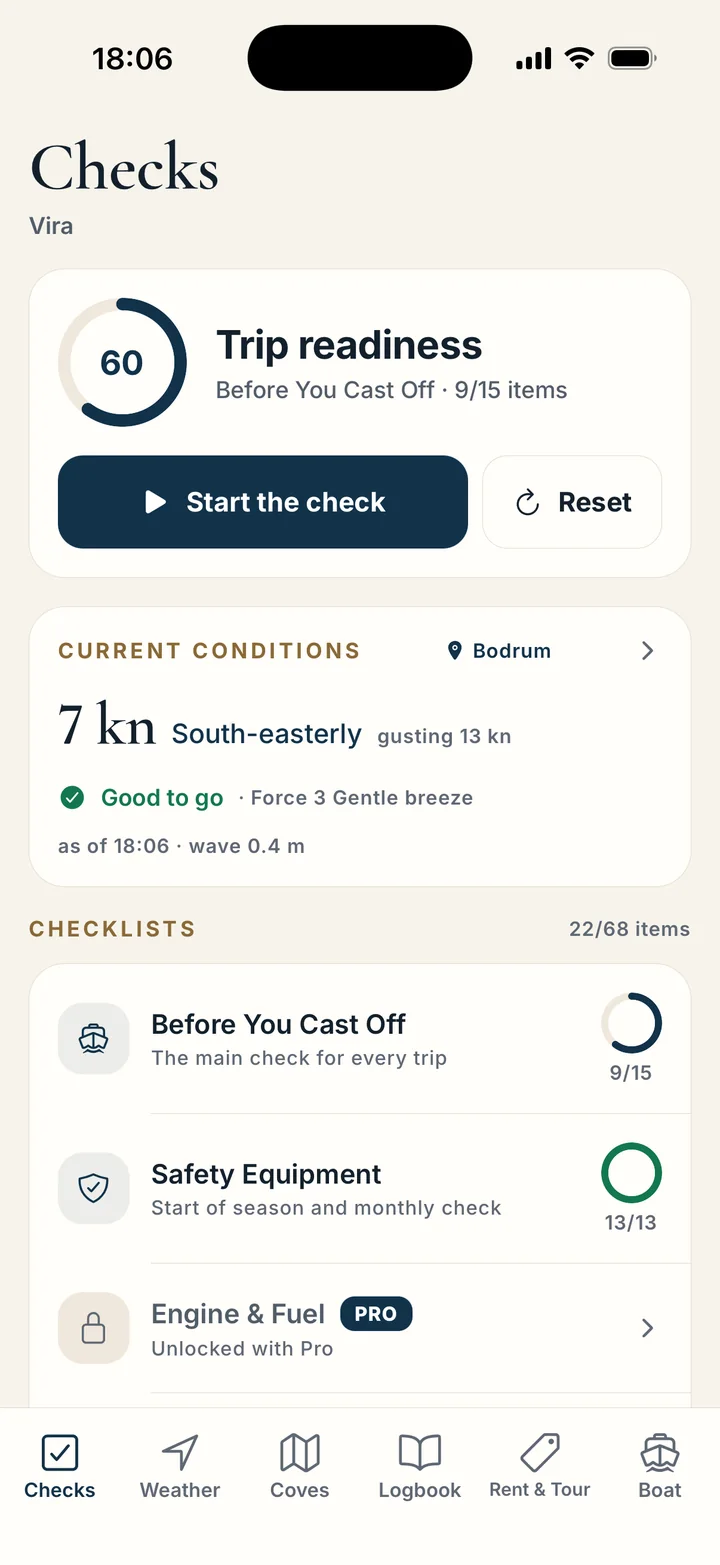 18:06
Checks
Vira
60
Trip readiness
Before You Cast Off · 9/15 items
Start the check
Reset
CURRENT CONDITIONS
Bodrum
7 kn South-easterly gusting 13 kn
Good to go · Force 3 Gentle breeze
as of 18:06 · wave 0.4 m
CHECKLISTS
22/68 items
Before You Cast Off
The main check for every trip
9/15
Safety Equipment
Start of season and monthly check
13/13
Engine & Fuel PRO
Unlocked with Pro
Checks
Weather
Coves
Logbook
Rent & Tour
Boat